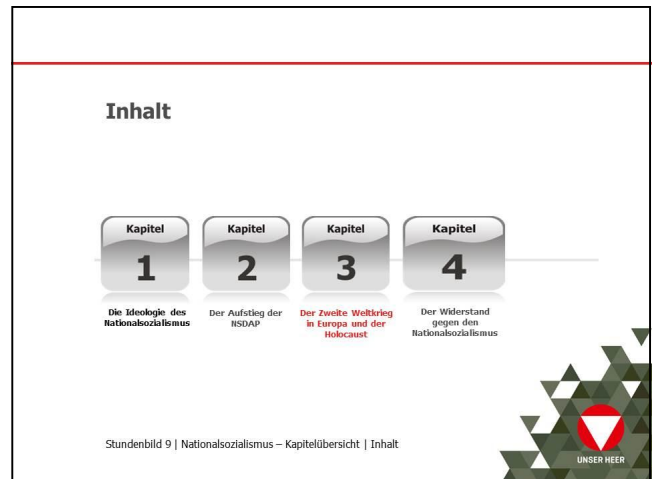 Inhalt
Kapitel
1
Die Ideologie des
Nationalsozialismus
Kapitel
2
Der Aufstieg der
NSDAP
Kapitel
3
Der Zweite Weltkrieg
in Europa und der
Holocaust
Kapitel
4
Der Widerstand
gegen den
Nationalsozialismus
Stundenbild 9 | Nationalsozialismus – Kapitelübersicht | Inhalt
UNSER HEER